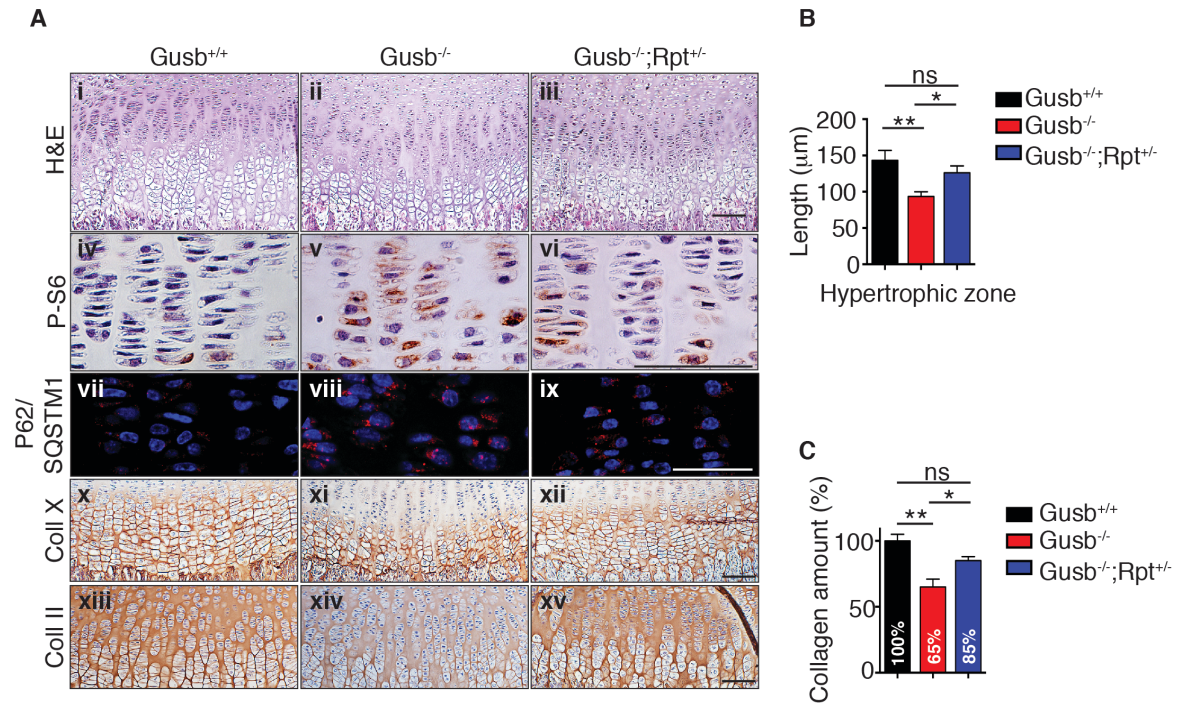 A
Gusb+/+
Gusb-/-
Gusb-/-;Rpt+/-
H&E
i
ii
iii
P-S6
iv
v
vi
P62/
SQSTM1
vii
viii
ix
Coll X
x
xi
xii
Coll II
xiii
xiv
xv
B
ns
*
**
Length (μm)
200
150
100
50
0
Hypertrophic zone
Gusb+/+
Gusb-/-
Gusb-/-;Rpt+/-
C
ns
*
**
Collagen amount (%)
100
50
0
100%
65%
85%
Gusb+/+
Gusb-/-
Gusb-/-;Rpt+/-